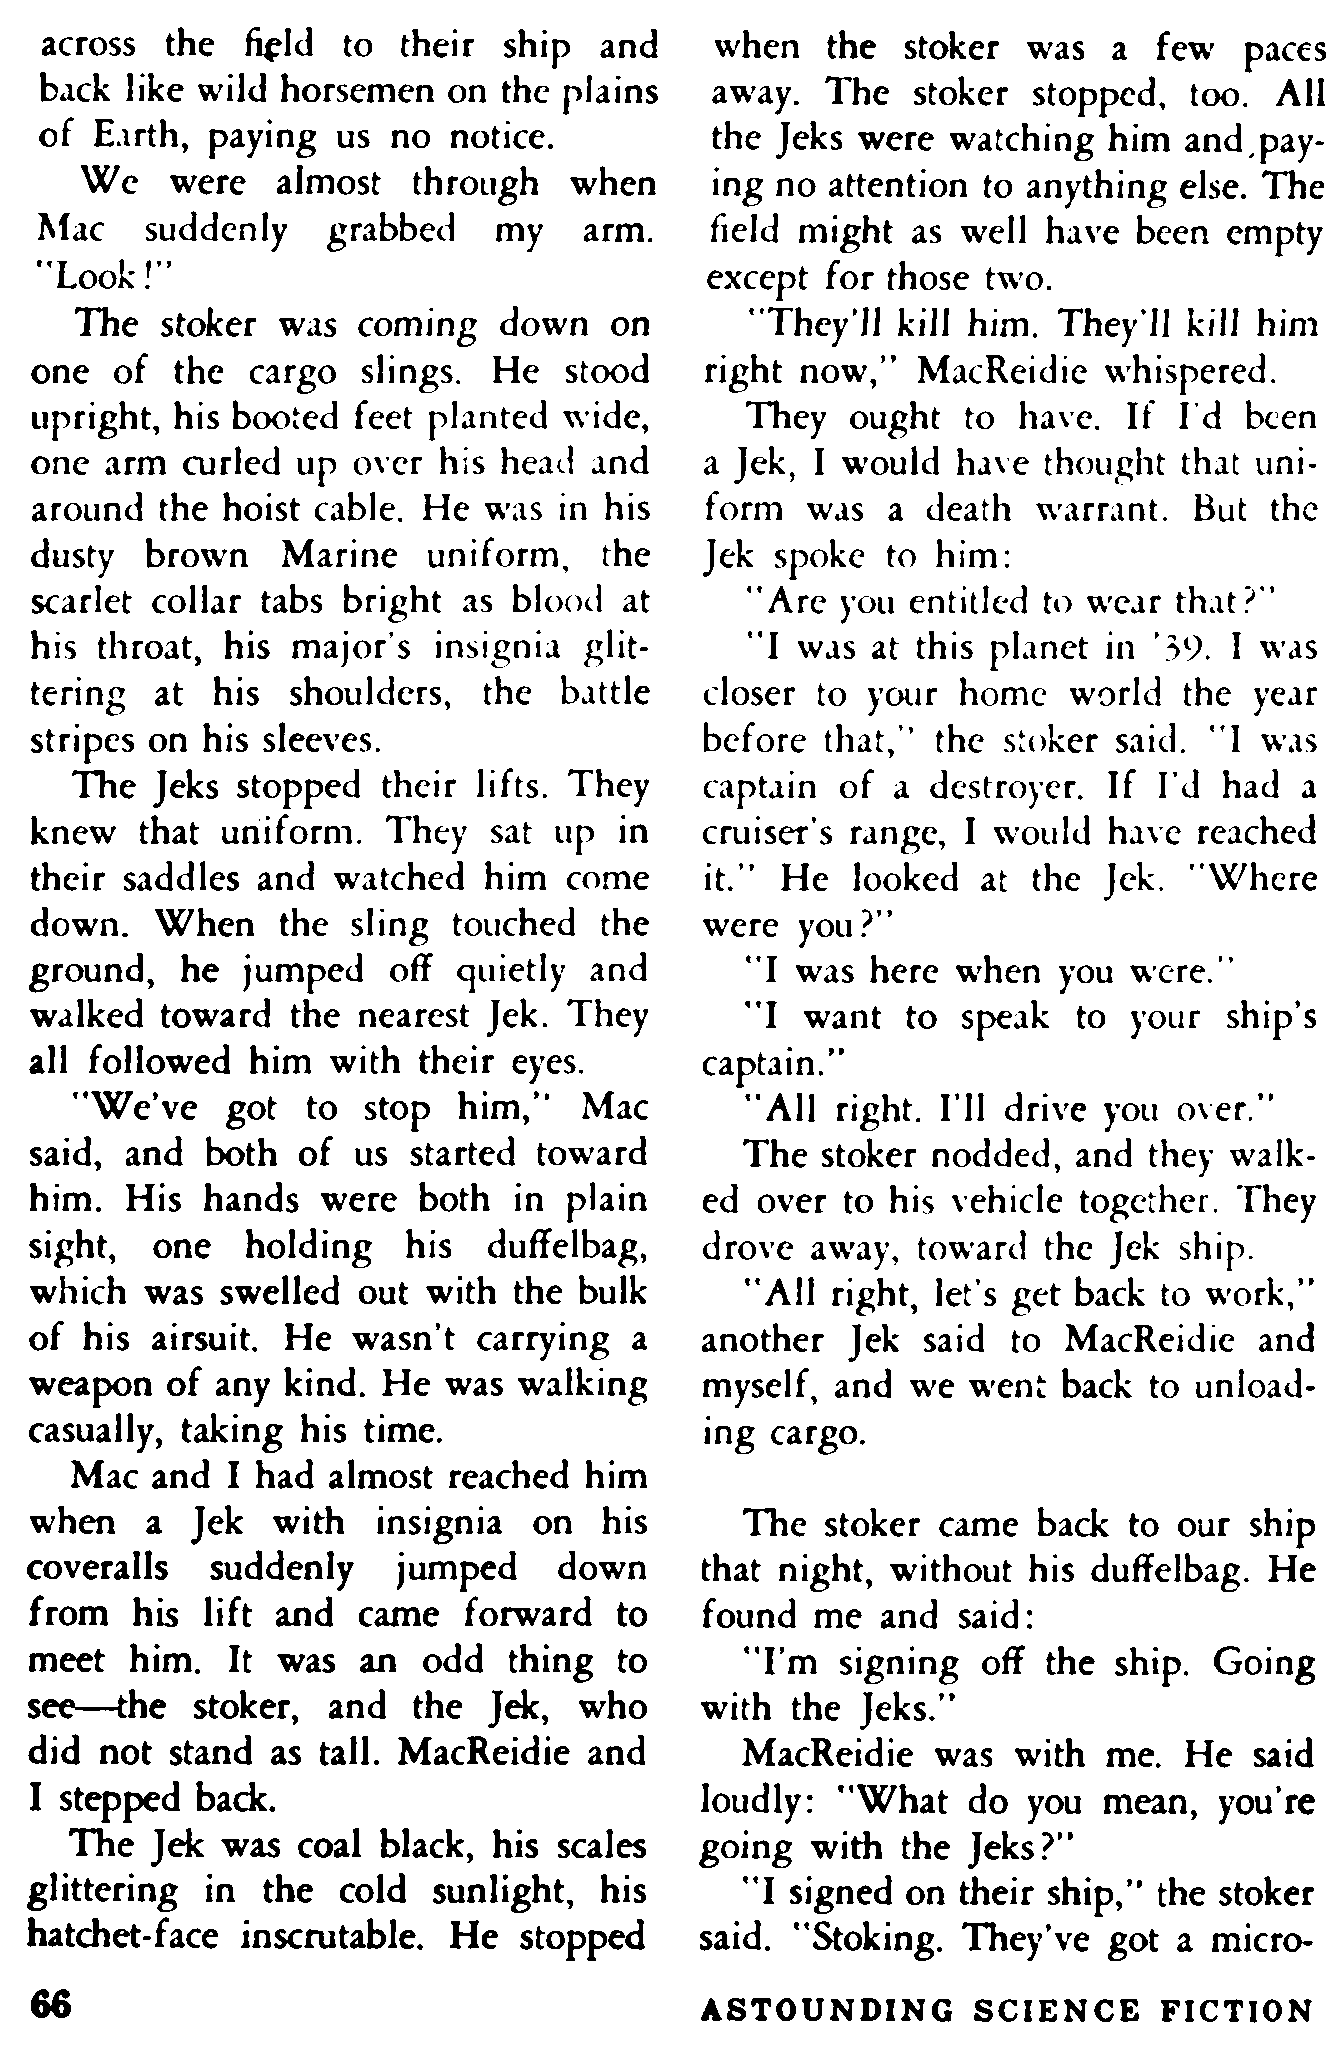 across the field to their ship and
back like wild horsemen on the plains
of Earth, paying us no notice.
We were almost through when
Mac suddenly grabbed my arm.
"Look!"
The stoker was coming down on
one of the cargo slings. He stood
upright, his booted feet planted wide,
one arm curled up over his head and
around the hoist cable. He was in his
dusty brown Marine uniform, the
scarlet collar tabs bright as blood at
his throat, his major's insignia glit-
tering at his shoulders, the battle
stripes on his sleeves.
The Jeks stopped their lifts. They
knew that uniform. They sat up in
their saddles and watched him come
down. When the sling touched the
ground, he jumped off quietly and
walked toward the nearest Jek. They
all followed him with their eyes.
"We've got to stop him," Mac
said, and both of us started toward
him. His hands were both in plain
sight, one holding his duffelbag,
which was swelled out with the bulk
of his airsuit. He wasn't carrying a
weapon of any kind. He was walking
casually, taking his time.
Mac and I had almost reached him
when a Jek with insignia on his
coveralls suddenly jumped down
from his lift and came forward to
meet him. It was an odd thing to
see—the stoker, and the Jek, who
did not stand as tall. MacReidie and
I stepped back.
The Jek was coal black, his scales
glittering in the cold sunlight, his
hatchet-face inscrutable. He stopped
when the stoker was a few paces
away. The stoker stopped, too. All
the Jeks were watching him and pay-
ing no attention to anything else. The
field might as well have been empty
except for those two.
"They'll kill him. They'll kill him
right now," MacReidie whispered.
They ought to have. If I'd been
a Jek, I would have thought that uni-
form was a death warrant. But the
Jek spoke to him:
"Are you entitled to wear that?"
"I was at this planet in '39. I was
closer to your home world the year
before that," the stoker said. "I was
captain of a destroyer. If I'd had a
cruiser's range, I would have reached
it." He looked at the Jek. "Where
were you?"
"I was here when you were."
"I want to speak to your ship's
captain."
"All right. I'll drive you over."
The stoker nodded, and they walk-
ed over to his vehicle together. They
drove away, toward the Jek ship.
"All right, let's get back to work,"
another Jek said to MacReidie and
myself, and we went back to unload-
ing cargo.
The stoker came back to our ship
that night, without his duffelbag. He
found me and said:
"I'm signing off the ship. Going
with the Jeks."
MacReidie was with me. He said
loudly: "What do you mean, you're
going with the Jeks?"
"I signed on their ship," the stoker
said. "Stoking. They've got a micro-
66
ASTOUNDING SCIENCE FICTION